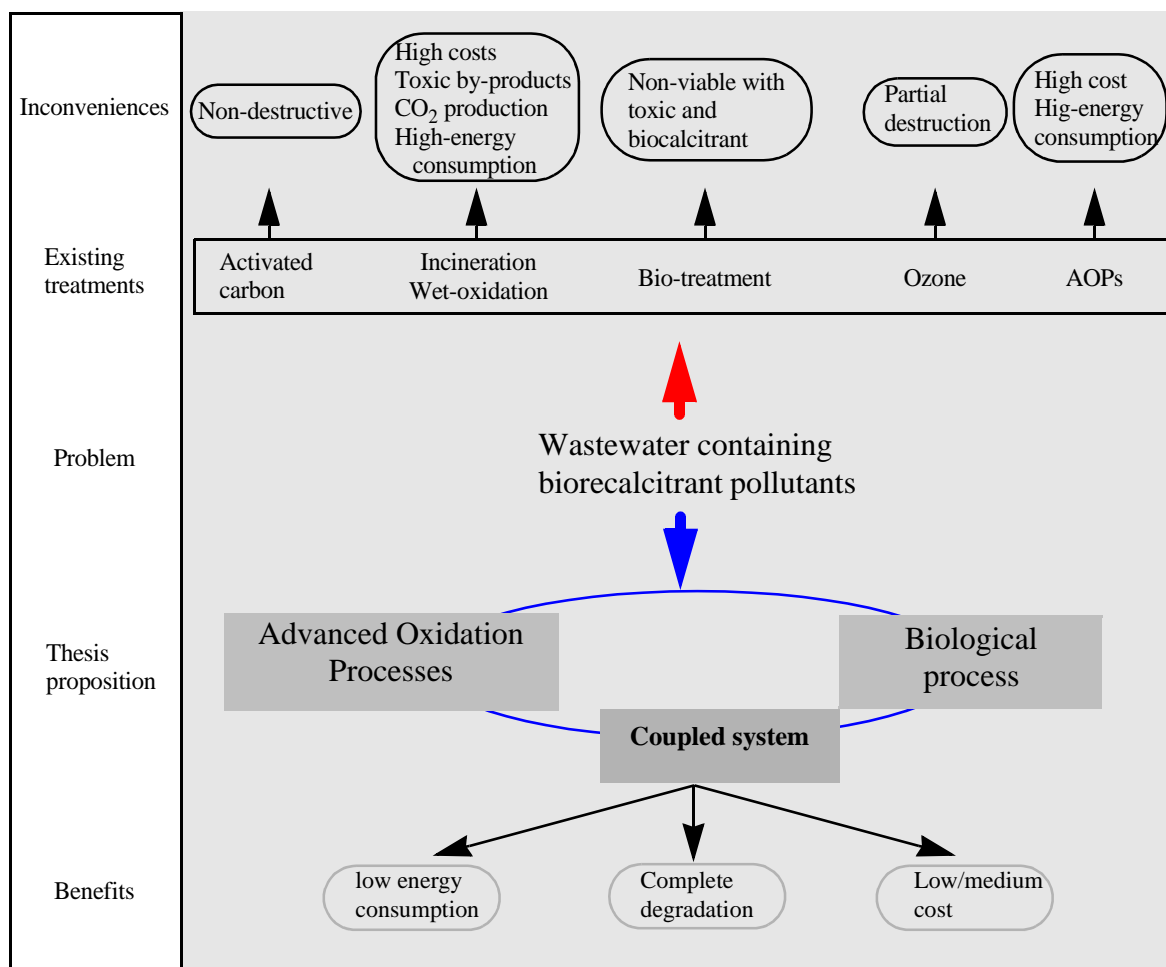 Inconveniences
Non-destructive
High costs
Toxic by-products
CO2 production
High-energy
consumption
Non-viable with
toxic and
biocalcitrant
Partial
destruction
High cost
Hig-energy
consumption
Existing
treatments
Activated
carbon
Incineration
Wet-oxidation
Bio-treatment
Ozone
AOPs
Problem
Wastewater containing
biorecalcitrant pollutants
Thesis
proposition
Advanced Oxidation
Processes
Biological
process
Coupled system
Benefits
low energy
consumption
Complete
degradation
Low/medium
cost